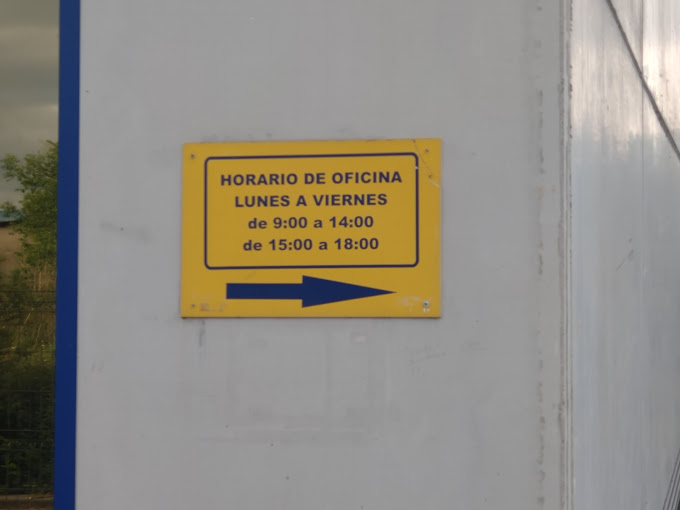 HORARIO DE OFICINA
LUNES A VIERNES
de 9:00 a 14:00
de 15:00 a 18:00